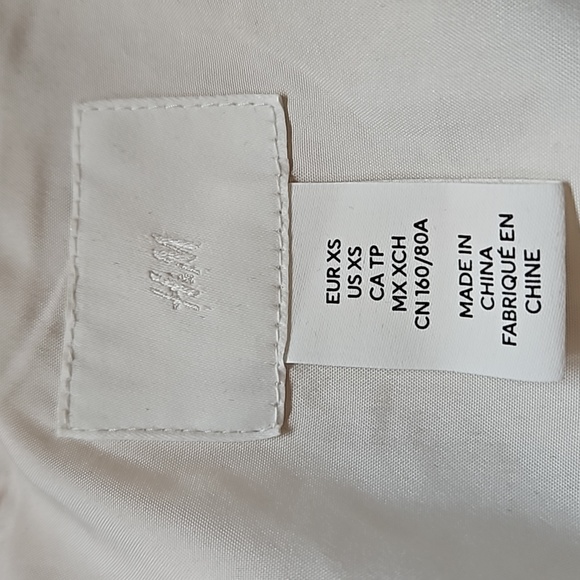 H&M
EUR XS
US XS
CA TP
MX XCH
CN 160/80A
MADE IN
CHINA
FABRIQUÉ EN
CHINE